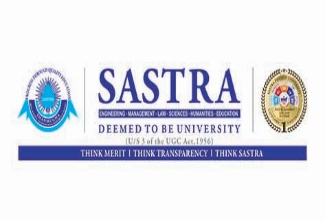 SASTRA
ENGINEERING · MANAGEMENT · LAW · SCIENCES · HUMANITIES · EDUCATION
DEEMED TO BE UNIVERSITY
(U/S 3 of the UGC Act, 1956)
THINK MERIT | THINK TRANSPARENCY | THINK SASTRA
1